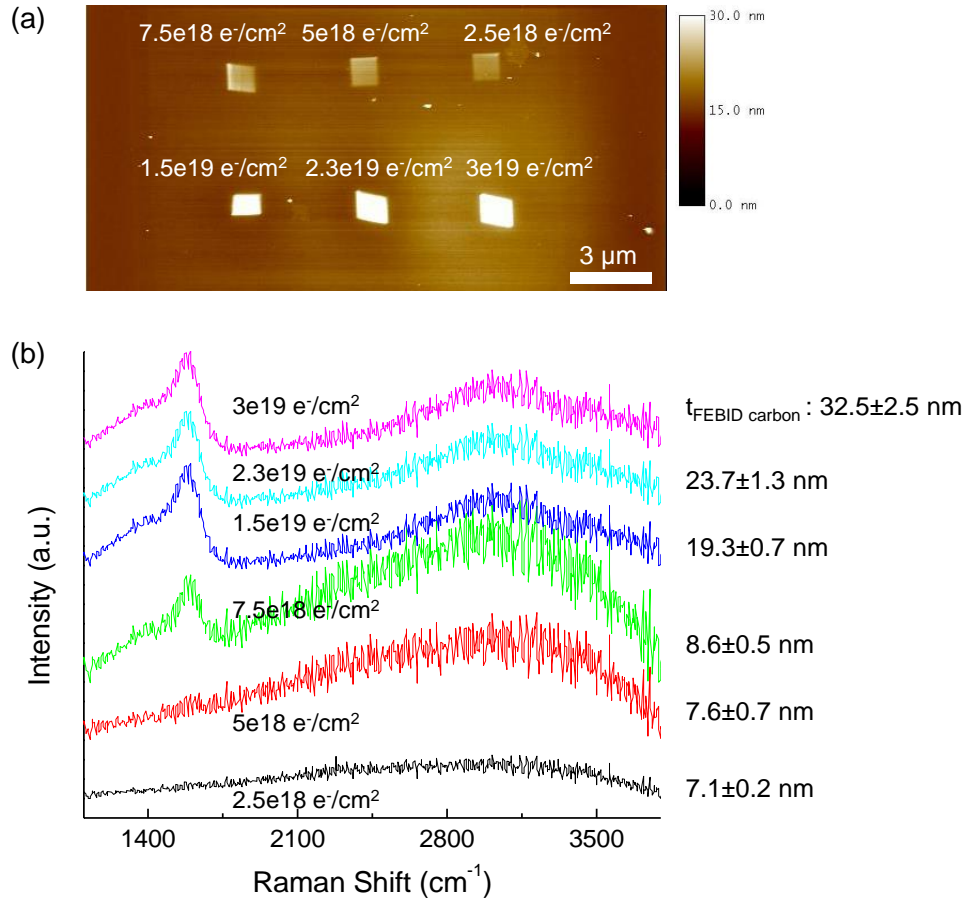 (a)
7.5e18 e⁻/cm² 5e18 e⁻/cm² 2.5e18 e⁻/cm²
1.5e19 e⁻/cm² 2.3e19 e⁻/cm² 3e19 e⁻/cm²
3 µm
30.0 nm
15.0 nm
0.0 nm
(b)
3e19 e⁻/cm²
2.3e19 e⁻/cm²
1.5e19 e⁻/cm²
7.5e18 e⁻/cm²
5e18 e⁻/cm²
2.5e18 e⁻/cm²
t_FEBID carbon : 32.5±2.5 nm
23.7±1.3 nm
19.3±0.7 nm
8.6±0.5 nm
7.6±0.7 nm
7.1±0.2 nm
Intensity (a.u.)
1400 2100 2800 3500
Raman Shift (cm⁻¹)